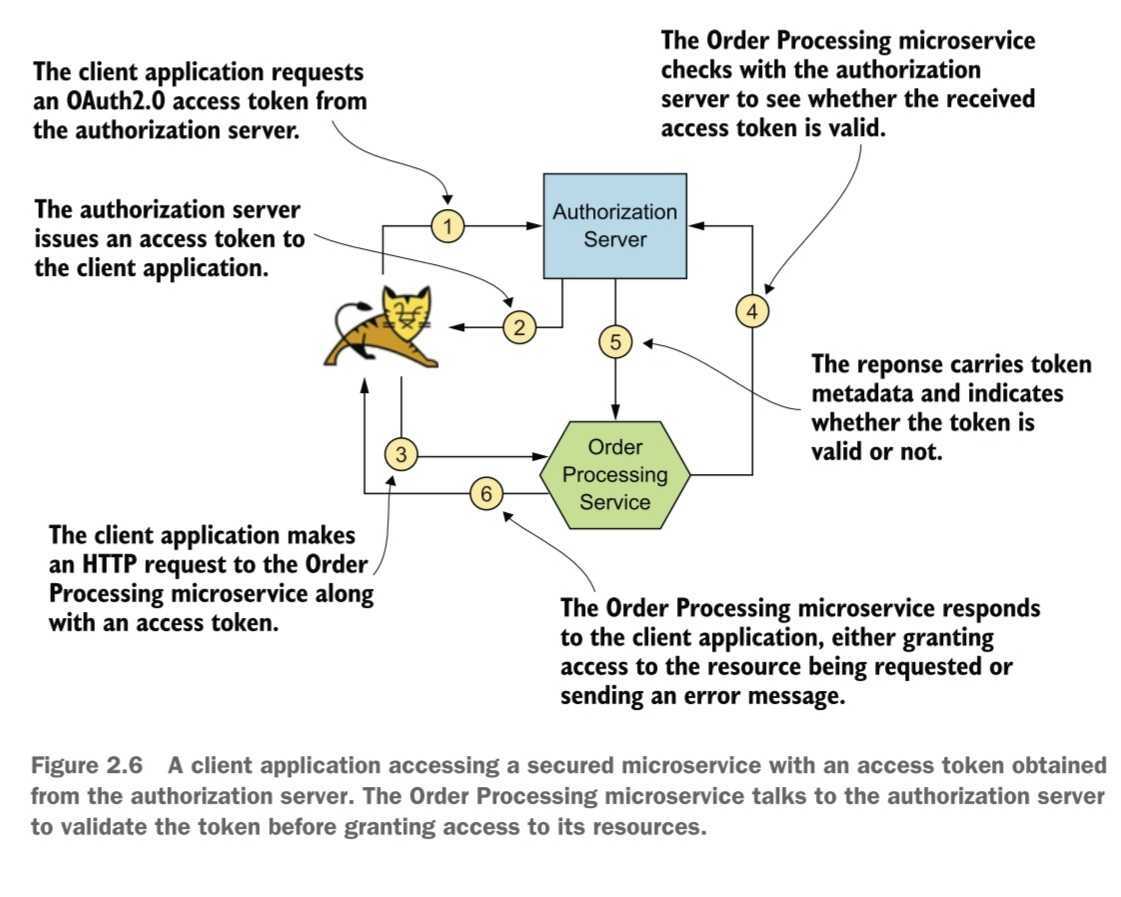 The client application requests
an OAuth2.0 access token from
the authorization server.
The Order Processing microservice
checks with the authorization
server to see whether the received
access token is valid.
The authorization server
issues an access token to
the client application.
1
Authorization
Server
2
5
4
The reponse carries token
metadata and indicates
whether the token is
valid or not.
3
Order
Processing
Service
6
The client application makes
an HTTP request to the Order
Processing microservice along
with an access token.
The Order Processing microservice responds
to the client application, either granting
access to the resource being requested or
sending an error message.
Figure 2.6 A client application accessing a secured microservice with an access token obtained
from the authorization server. The Order Processing microservice talks to the authorization server
to validate the token before granting access to its resources.